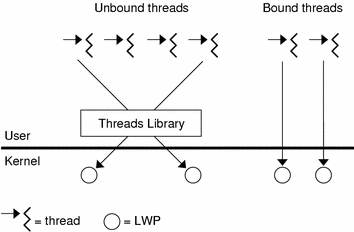 Unbound threads
Bound threads
Threads Library
User
Kernel
= thread
= LWP